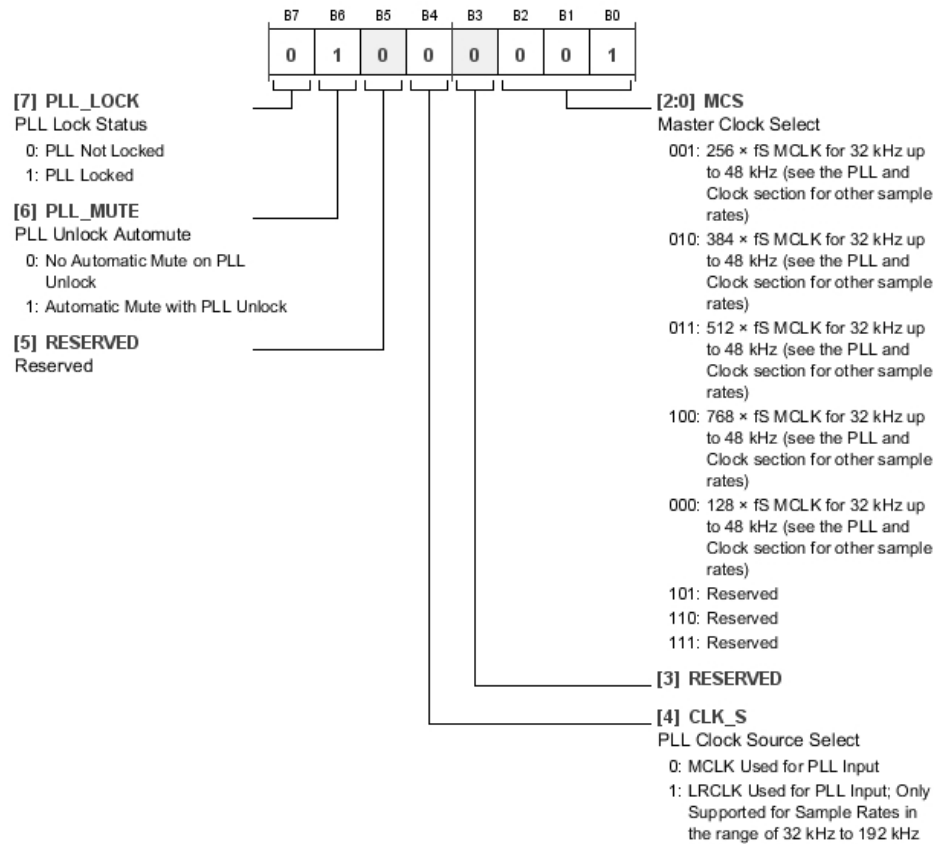 B7 B6 B5 B4 B3 B2 B1 B0
0 1 0 0 0 0 0 1
[7] PLL_LOCK
PLL Lock Status
0: PLL Not Locked
1: PLL Locked
[6] PLL_MUTE
PLL Unlock Automute
0: No Automatic Mute on PLL
Unlock
1: Automatic Mute with PLL Unlock
[5] RESERVED
Reserved
[2:0] MCS
Master Clock Select
001: 256 × fS MCLK for 32 kHz up
to 48 kHz (see the PLL and
Clock section for other sample
rates)
010: 384 × fS MCLK for 32 kHz up
to 48 kHz (see the PLL and
Clock section for other sample
rates)
011: 512 × fS MCLK for 32 kHz up
to 48 kHz (see the PLL and
Clock section for other sample
rates)
100: 768 × fS MCLK for 32 kHz up
to 48 kHz (see the PLL and
Clock section for other sample
rates)
000: 128 × fS MCLK for 32 kHz up
to 48 kHz (see the PLL and
Clock section for other sample
rates)
101: Reserved
110: Reserved
111: Reserved
[3] RESERVED
[4] CLK_S
PLL Clock Source Select
0: MCLK Used for PLL Input
1: LRCLK Used for PLL Input; Only
Supported for Sample Rates in
the range of 32 kHz to 192 kHz